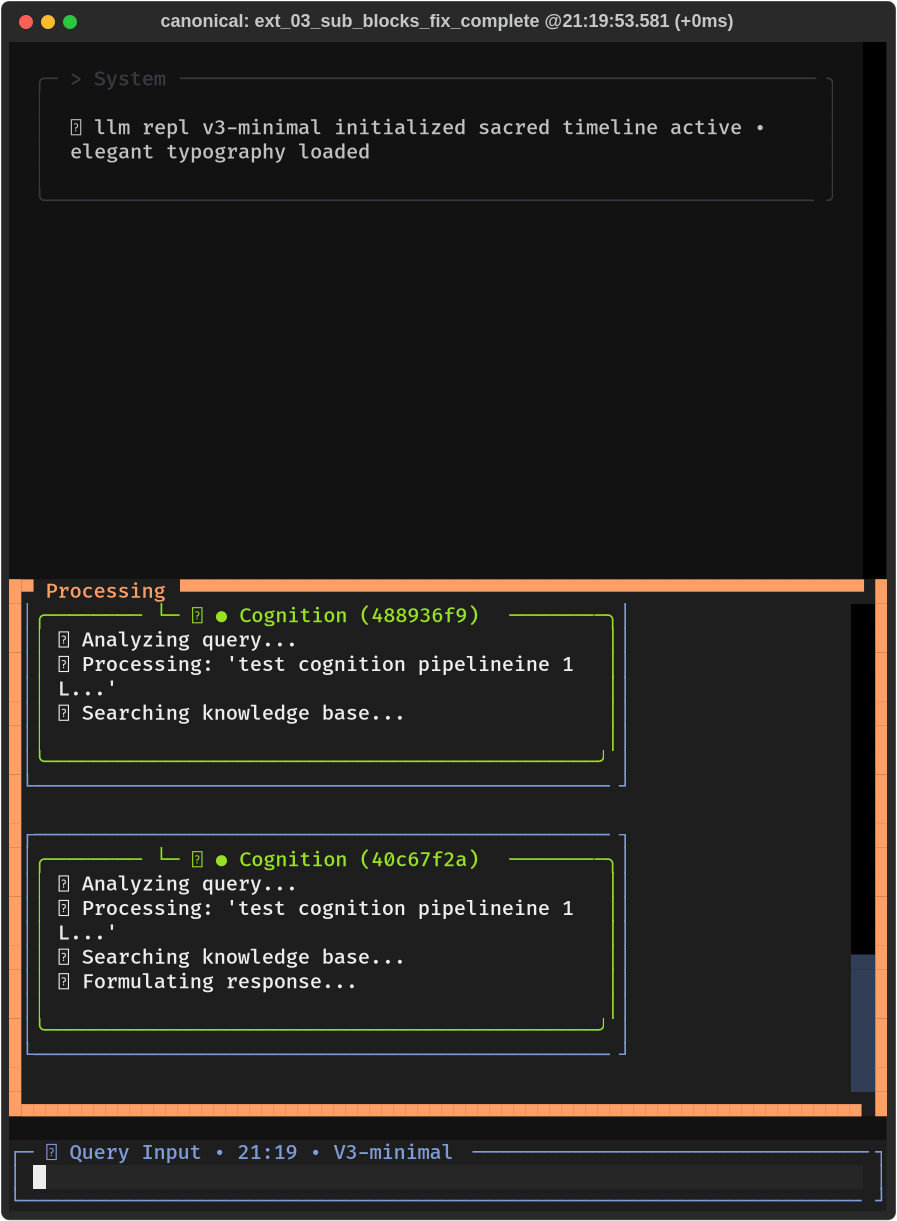 canonical: ext_03_sub_blocks_fix_complete @21:19:53.581 (+0ms)
> System
llm repl v3-minimal initialized sacred timeline active •
elegant typography loaded
Processing
● Cognition (488936f9)
Analyzing query...
Processing: 'test cognition pipelineine 1
L...'
Searching knowledge base...
● Cognition (40c67f2a)
Analyzing query...
Processing: 'test cognition pipelineine 1
L...'
Searching knowledge base...
Formulating response...
Query Input • 21:19 • V3-minimal